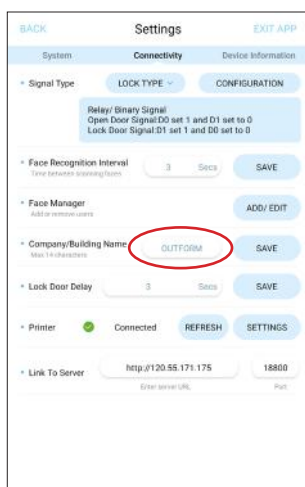 BACK Settings EXIT APP
System Connectivity Device Information
Signal Type LOCK TYPE CONFIGURATION
Relay/ Binary Signal
Open Door Signal:D0 set 1 and D1 set to 0
Lock Door Signal:D1 set 1 and D0 set to 0
Face Recognition Interval 3 Secs SAVE
Time between scanning faces
Face Manager ADD/ EDIT
Add or remove users
Company/Building Name OUTFORM SAVE
Max 14 characters
Lock Door Delay 3 Secs SAVE
Printer Connected REFRESH SETTINGS
Link To Server http://120.55.171.175 18800
Enter server URL Port